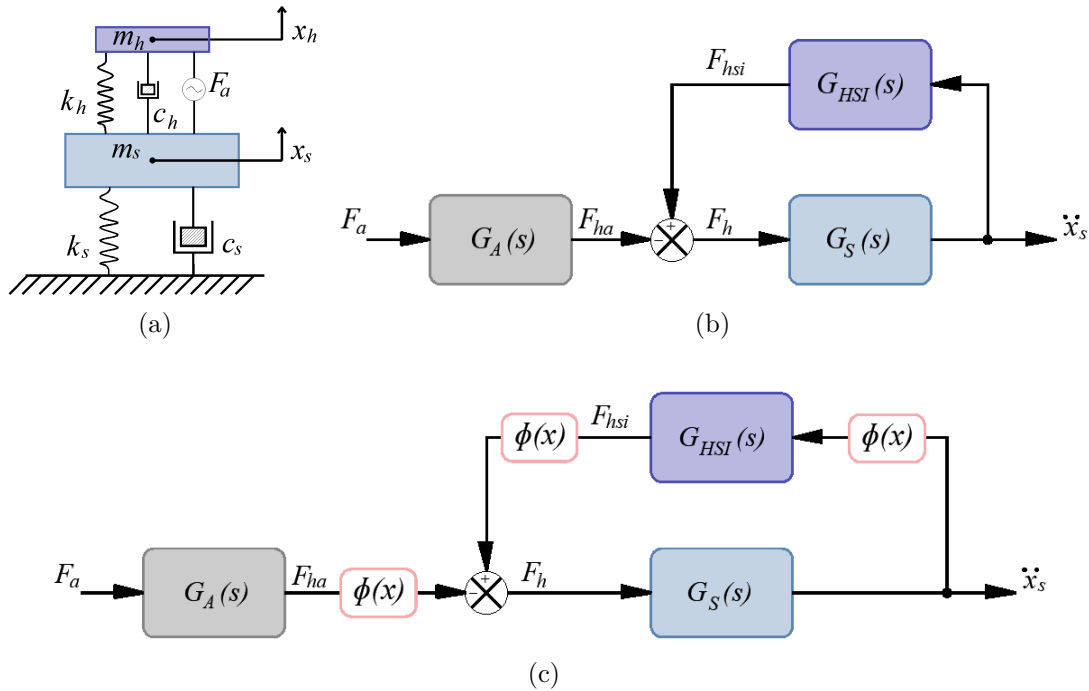 m_h
x_h
k_h
c_h
F_a
m_s
x_s
k_s
c_s
(a)
F_hsi
G_HSI(s)
F_a
G_A(s)
F_ha
+
−
F_h
G_S(s)
ẍ_s
(b)
ϕ(x)
F_hsi
G_HSI(s)
ϕ(x)
F_a
G_A(s)
F_ha
ϕ(x)
+
−
F_h
G_S(s)
ẍ_s
(c)